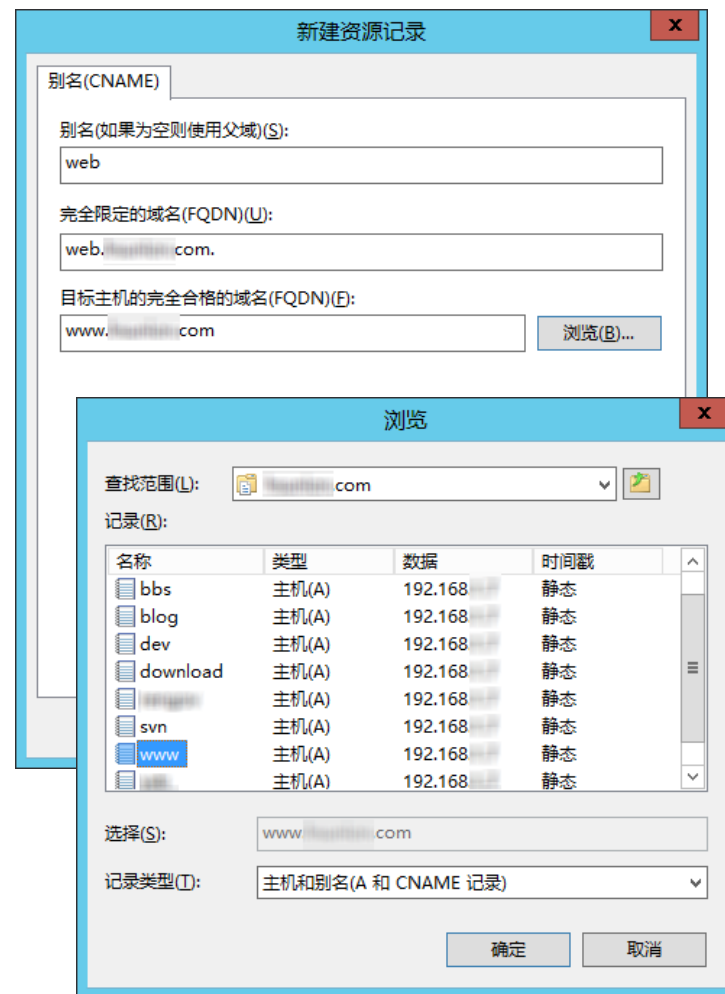 新建资源记录
x
别名(CNAME)
别名(如果为空则使用父域)(S):
web
完全限定的域名(FQDN)(U):
web. com.
目标主机的完全合格的域名(FQDN)(F):
www. com
浏览(B)...
浏览
x
查找范围(L):
.com
记录(R):
名称 类型 数据 时间戳
bbs 主机(A) 192.168 静态
blog 主机(A) 192.168 静态
dev 主机(A) 192.168 静态
download 主机(A) 192.168 静态
主机(A) 192.168 静态
svn 主机(A) 192.168 静态
www 主机(A) 192.168 静态
主机(A) 192.168 静态
选择(S):
www .com
记录类型(T):
主机和别名(A 和 CNAME 记录)
确定 取消